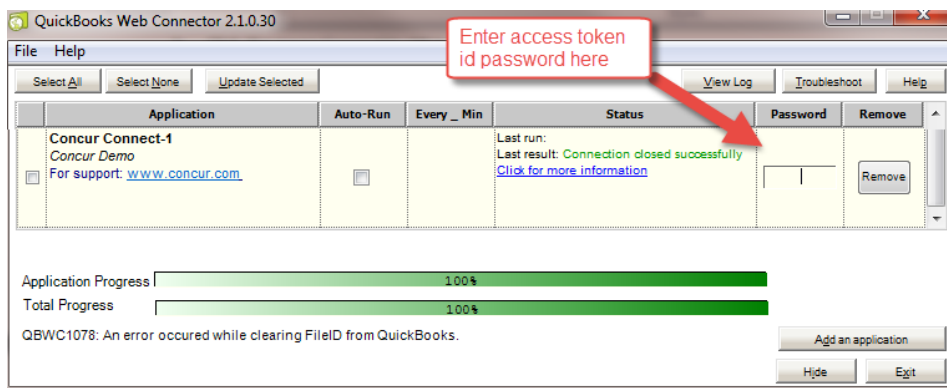 QuickBooks Web Connector 2.1.0.30
Enter access token
id password here
File Help
Select All Select None Update Selected View Log Troubleshoot Help
Application Auto-Run Every _ Min Status Password Remove
Concur Connect-1
Concur Demo
For support: www.concur.com
Last run:
Last result: Connection closed successfully
Click for more information
Remove
Application Progress 100%
Total Progress 100%
QBWC1078: An error occured while clearing FileID from QuickBooks.
Add an application
Hide Exit